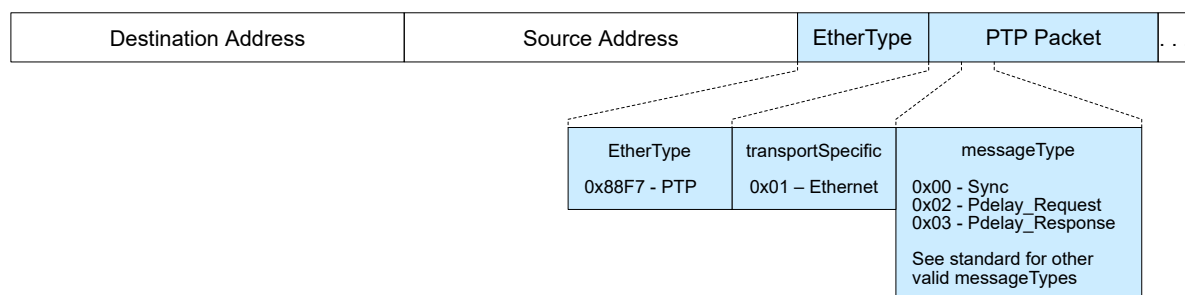 Destination Address
Source Address
EtherType
PTP Packet
. .
EtherType
0x88F7 - PTP
transportSpecific
0x01 – Ethernet
messageType
0x00 - Sync
0x02 - Pdelay_Request
0x03 - Pdelay_Response
See standard for other
valid messageTypes